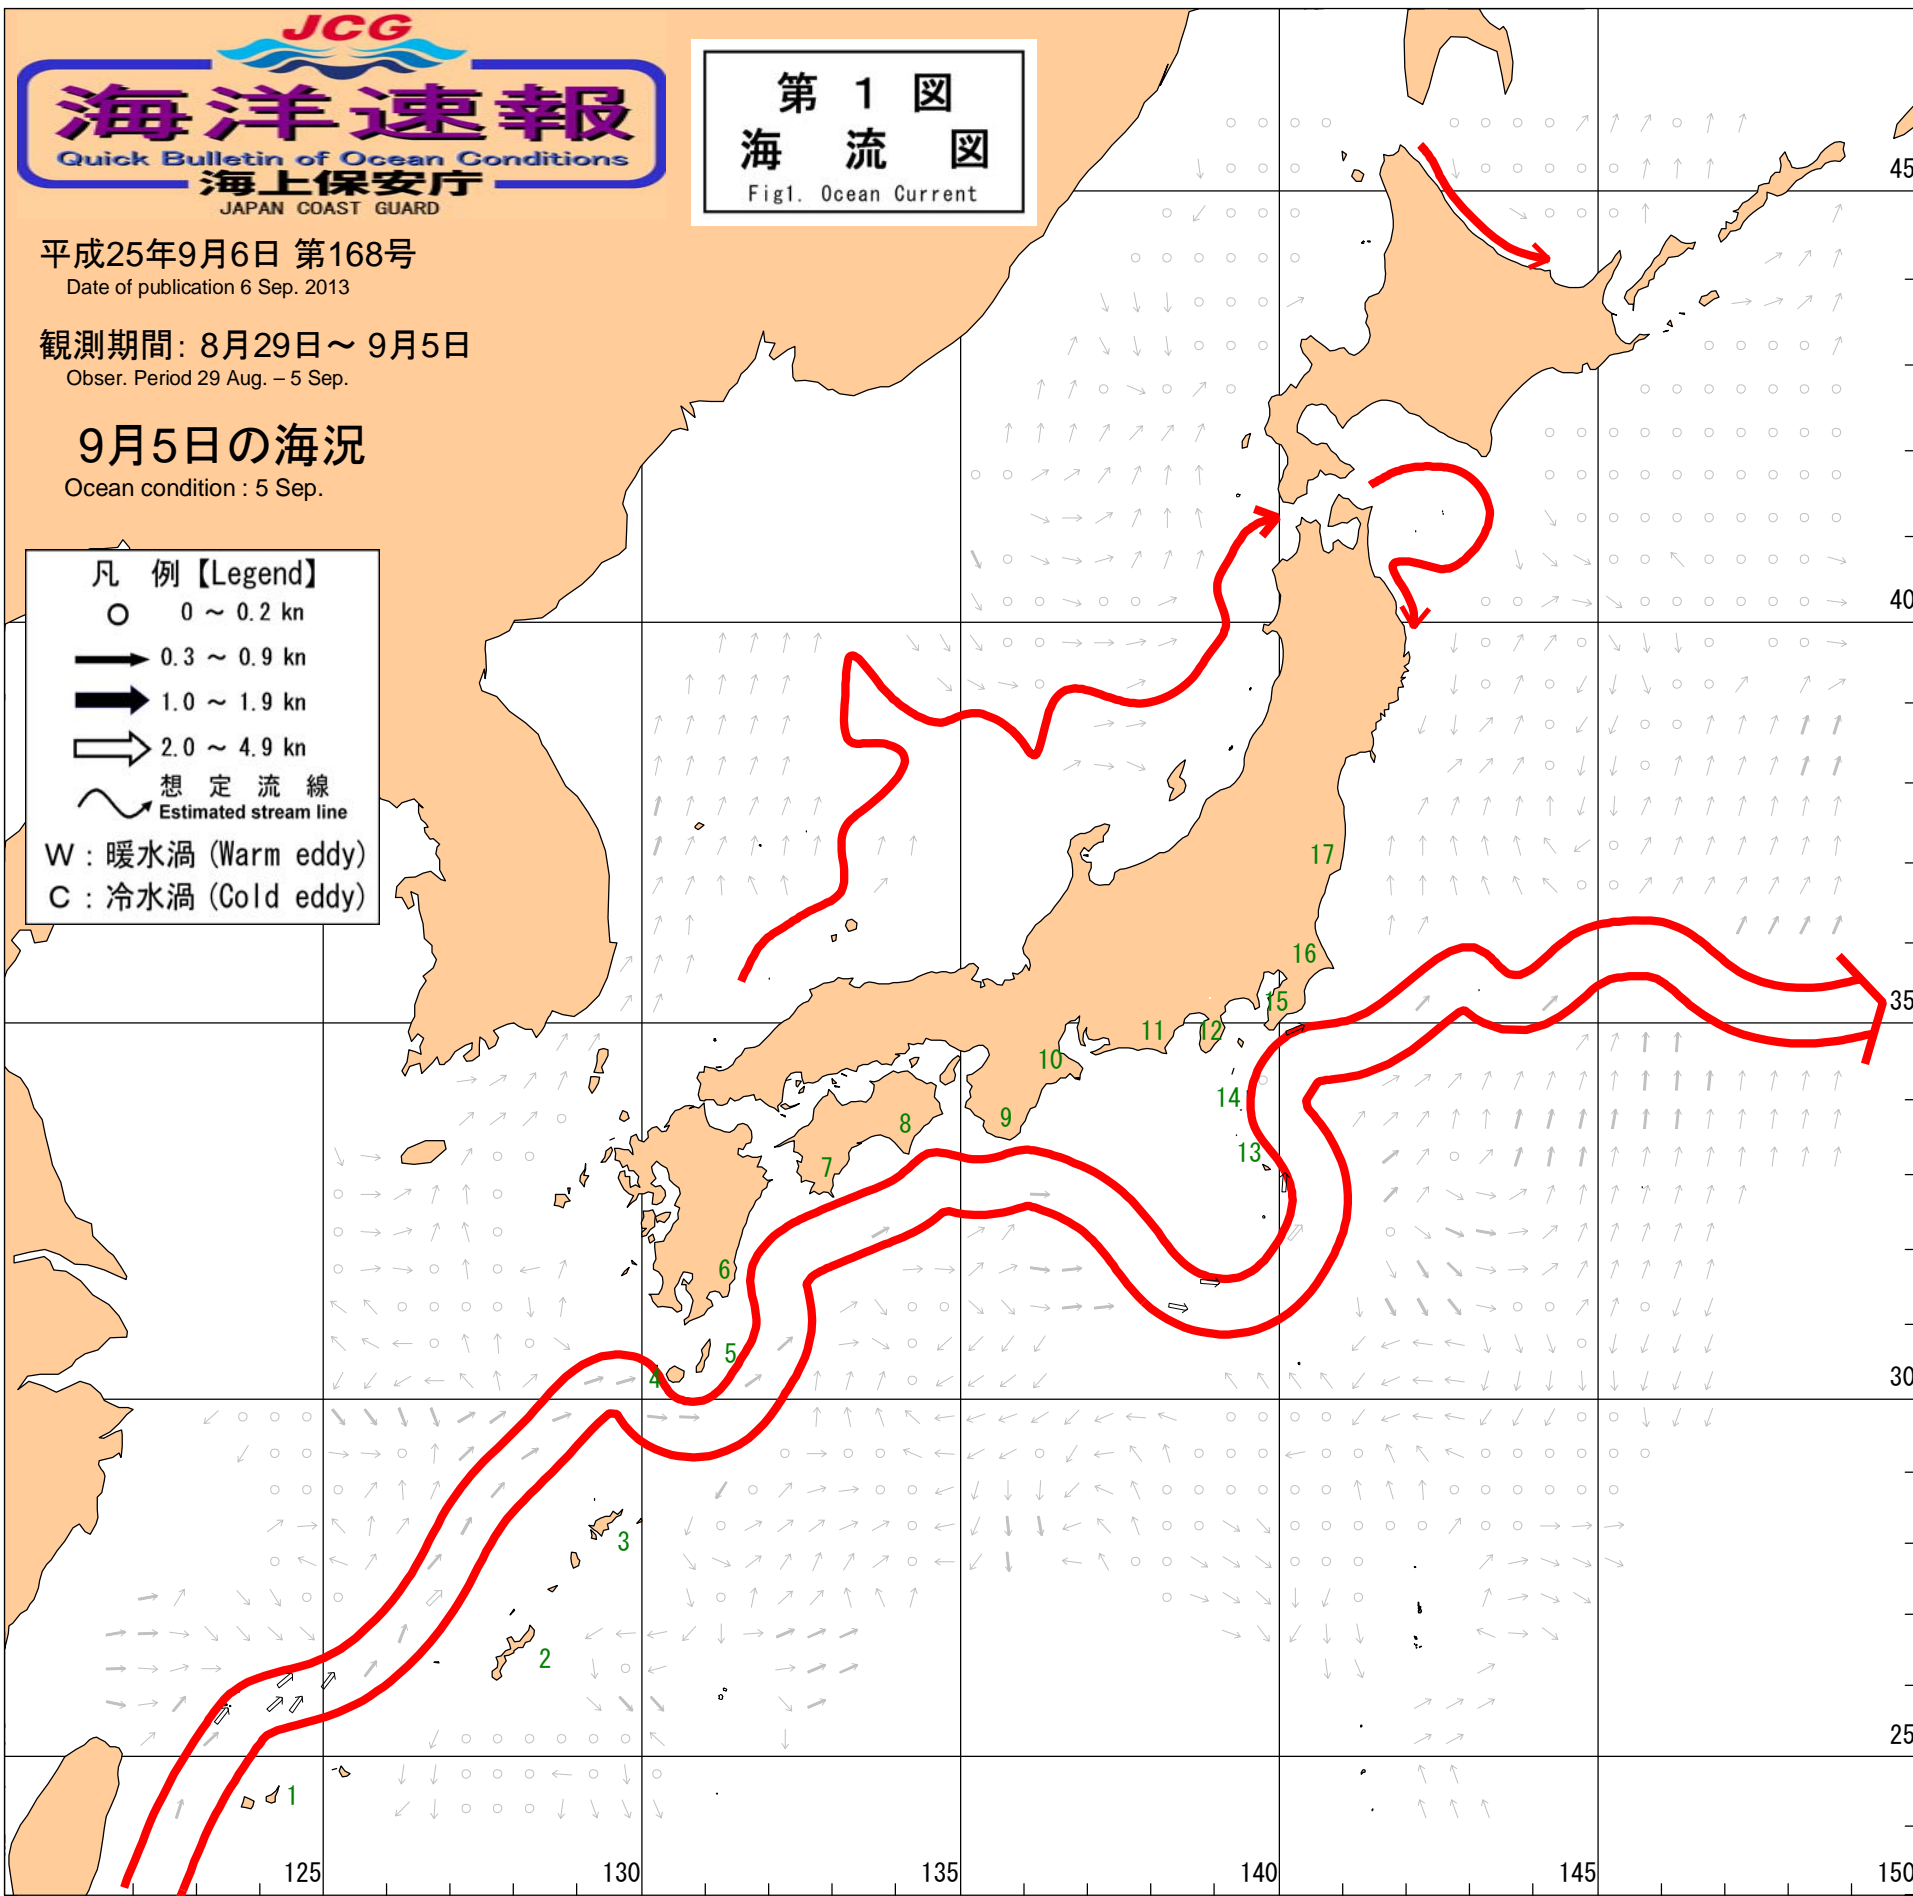 JCG
海洋速報
Quick Bulletin of Ocean Conditions
海上保安庁
JAPAN COAST GUARD
第 1 図
海 流 図
Fig1. Ocean Current
平成25年9月6日 第168号
Date of publication 6 Sep. 2013
観測期間: 8月29日～ 9月5日
Obser. Period 29 Aug. – 5 Sep.
9月5日の海況
Ocean condition : 5 Sep.
凡 例【Legend】
0 ～ 0.2 kn
0.3 ～ 0.9 kn
1.0 ～ 1.9 kn
2.0 ～ 4.9 kn
想 定 流 線
Estimated stream line
W : 暖水渦 (Warm eddy)
C : 冷水渦 (Cold eddy)
45
40
35
30
25
17
16
15
11
12
10
14
9
8
13
7
6
5
4
3
2
1
125
130
135
140
145
150